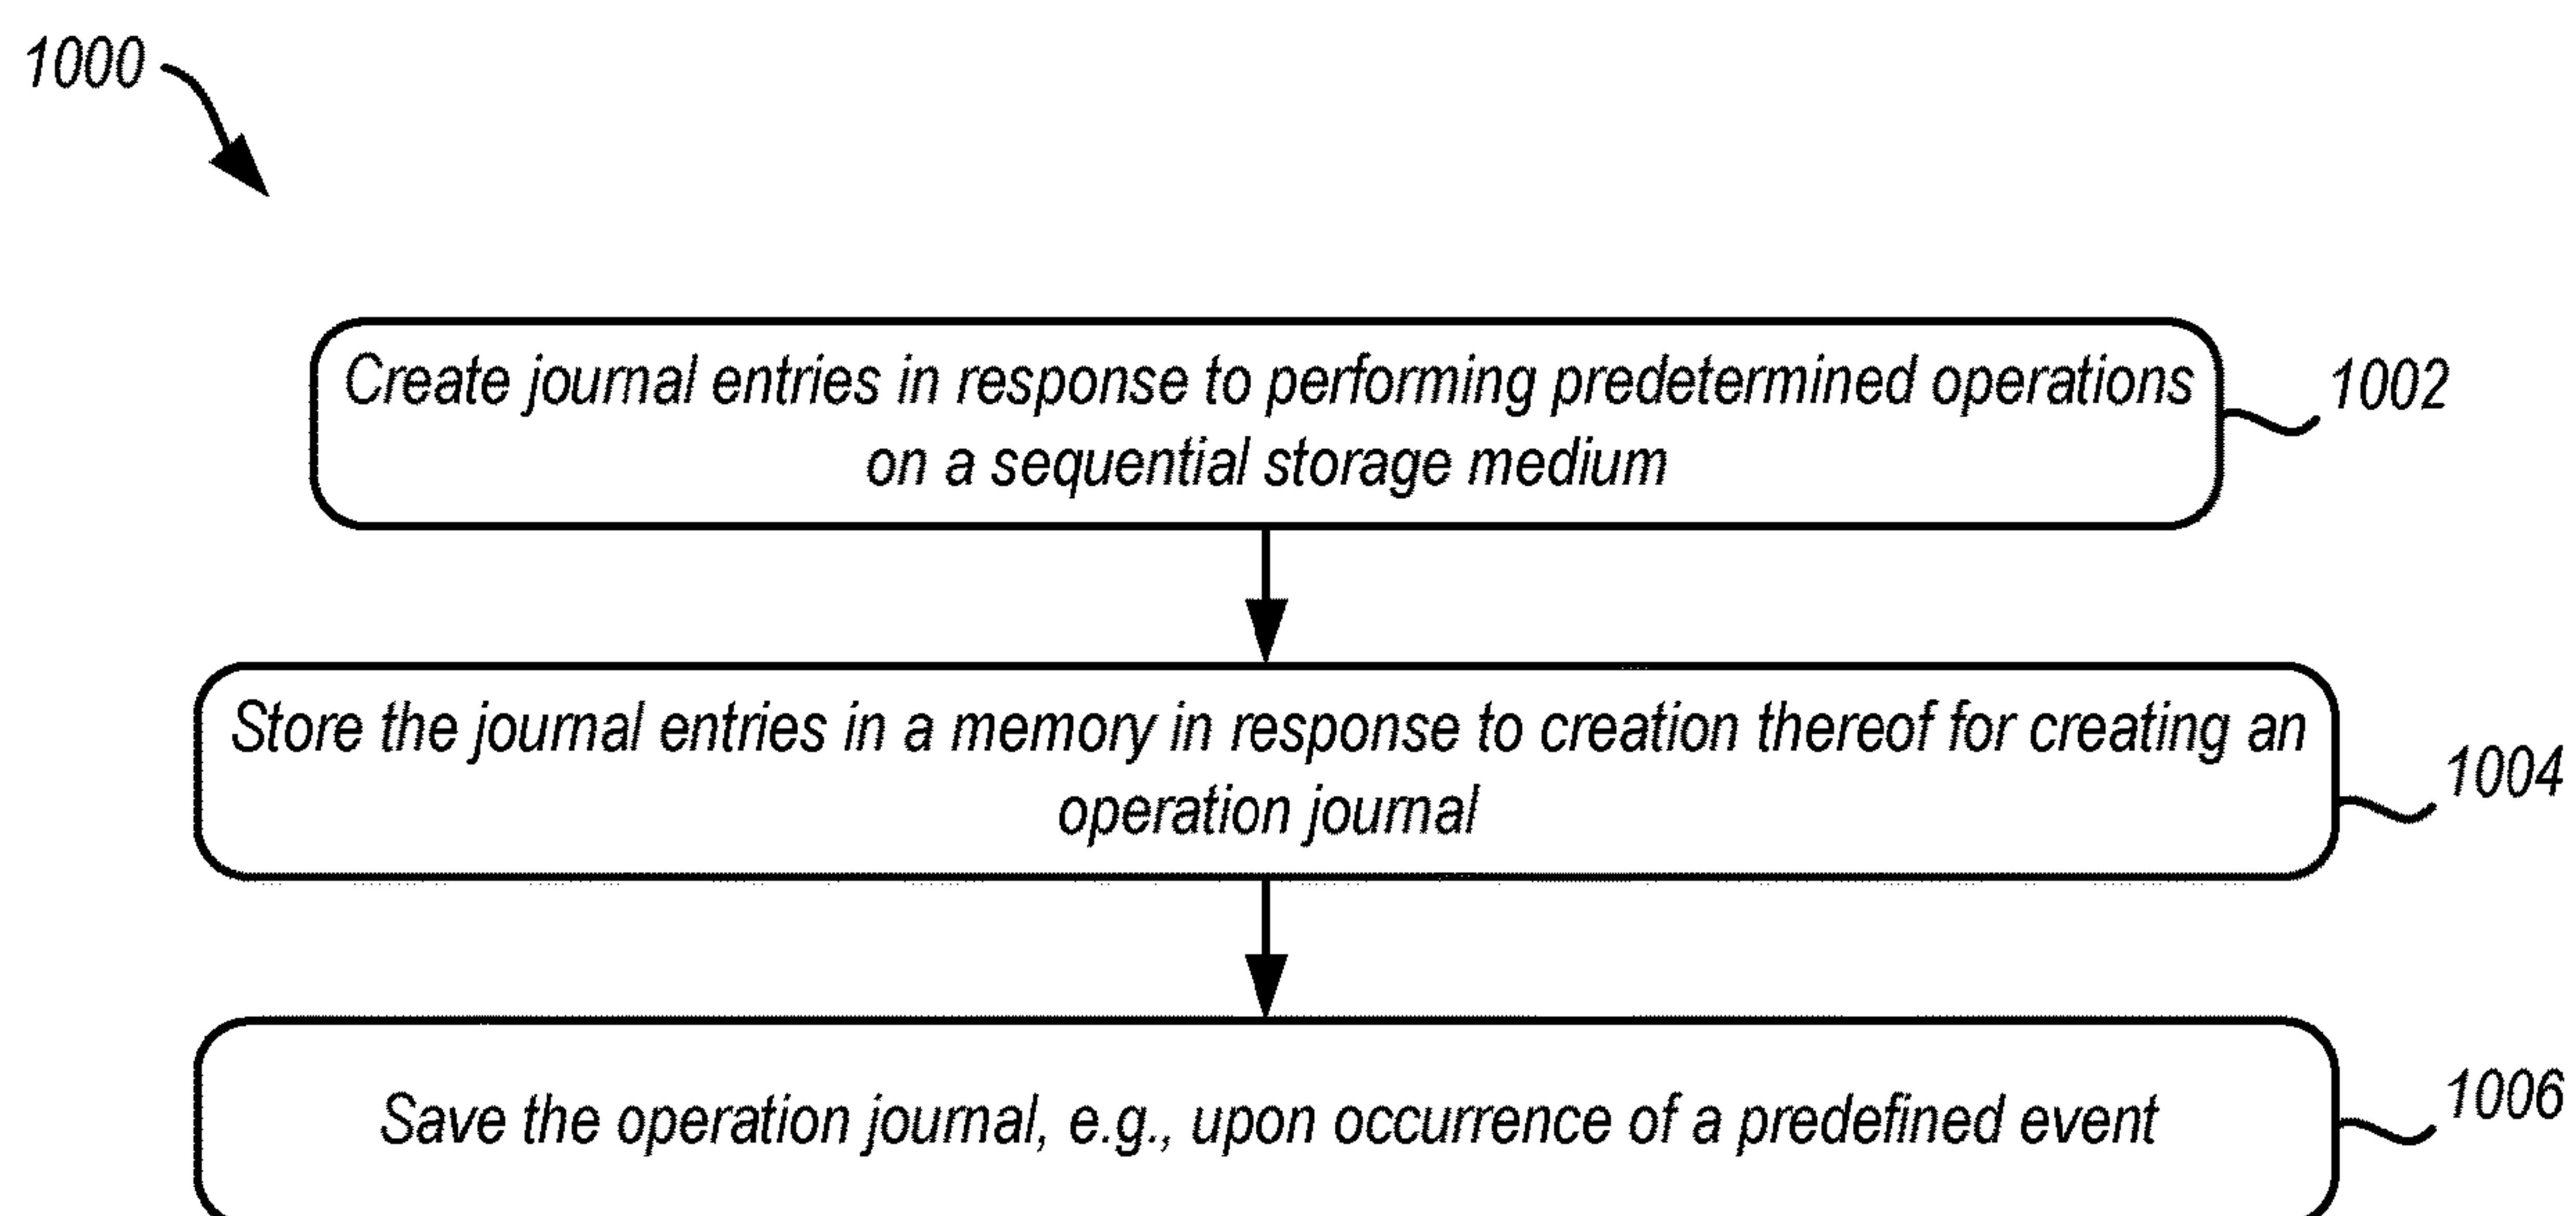 1000
Create journal entries in response to performing predetermined operations
on a sequential storage medium
1002
Store the journal entries in a memory in response to creation thereof for creating an
operation journal
1004
Save the operation journal, e.g., upon occurrence of a predefined event
1006